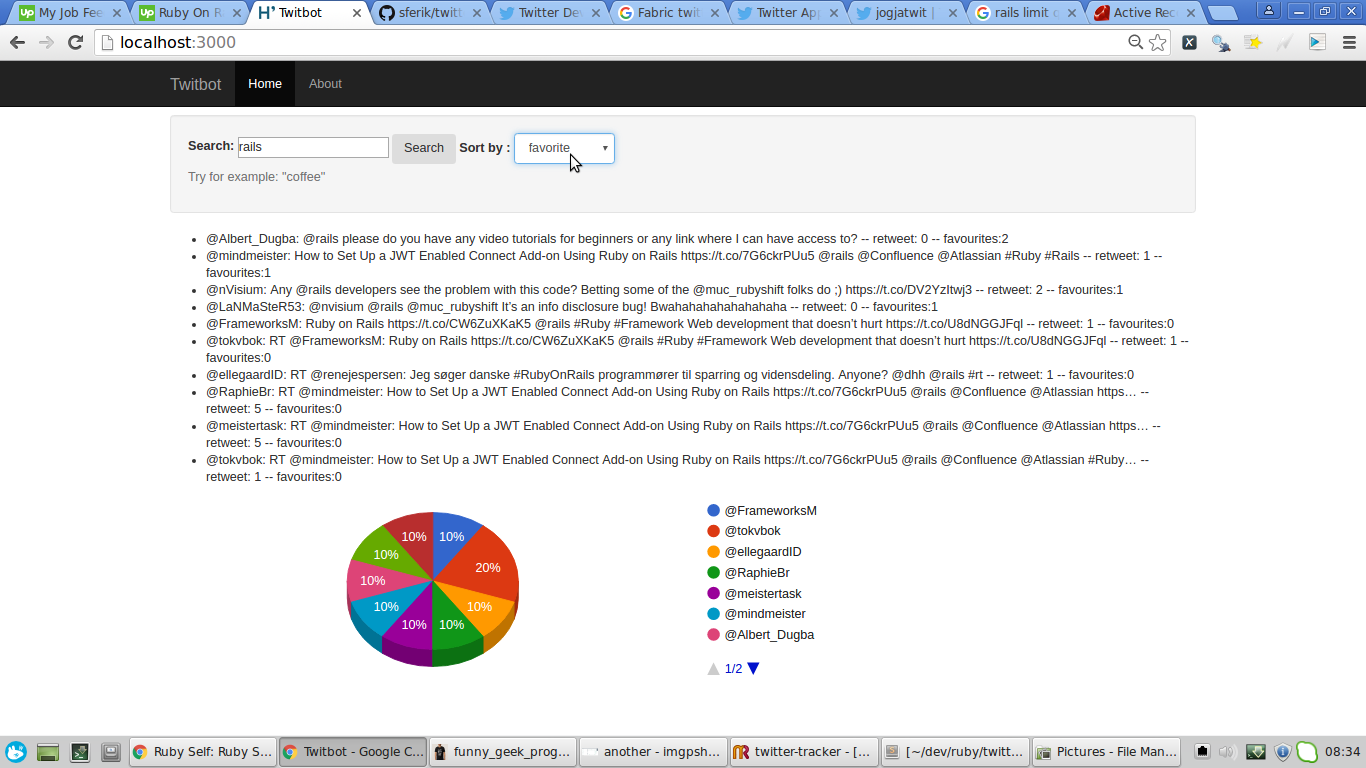 My Job Fee
Ruby On R
Twitbot
sferik/twitt
Twitter De
Fabric twit
Twitter App
jogjatwit |
rails limit
Active Rec
localhost:3000
Twitbot
Home
About
Search:
rails
Search
Sort by :
favorite
Try for example: "coffee"
@Albert_Dugba: @rails please do you have any video tutorials for beginners or any link where I can have access to? -- retweet: 0 -- favourites:2
@mindmeister: How to Set Up a JWT Enabled Connect Add-on Using Ruby on Rails https://t.co/7G6ckrPUu5 @rails @Confluence @Atlassian #Ruby #Rails -- retweet: 1 --
favourites:1
@nVisium: Any @rails developers see the problem with this code? Betting some of the @muc_rubyshift folks do ;) https://t.co/DV2YzItwj3 -- retweet: 2 -- favourites:1
@LaNMaSteR53: @nvisium @rails @muc_rubyshift It's an info disclosure bug! Bwahahahahahahahaha -- retweet: 0 -- favourites:1
@FrameworksM: Ruby on Rails https://t.co/CW6ZuXKaK5 @rails #Ruby #Framework Web development that doesn't hurt https://t.co/U8dNGGJFql -- retweet: 1 -- favourites:0
@tokvbok: RT @FrameworksM: Ruby on Rails https://t.co/CW6ZuXKaK5 @rails #Ruby #Framework Web development that doesn't hurt https://t.co/U8dNGGJFql -- retweet: 1 --
favourites:0
@ellegaardID: RT @renejespersen: Jeg søger danske #RubyOnRails programmører til sparring og vidensdeling. Anyone? @dhh @rails #rt -- retweet: 1 -- favourites:0
@RaphieBr: RT @mindmeister: How to Set Up a JWT Enabled Connect Add-on Using Ruby on Rails https://t.co/7G6ckrPUu5 @rails @Confluence @Atlassian https… --
retweet: 5 -- favourites:0
@meistertask: RT @mindmeister: How to Set Up a JWT Enabled Connect Add-on Using Ruby on Rails https://t.co/7G6ckrPUu5 @rails @Confluence @Atlassian https… --
retweet: 5 -- favourites:0
@tokvbok: RT @mindmeister: How to Set Up a JWT Enabled Connect Add-on Using Ruby on Rails https://t.co/7G6ckrPUu5 @rails @Confluence @Atlassian #Ruby… --
retweet: 1 -- favourites:0
10%
10%
20%
10%
10%
10%
10%
10%
10%
@FrameworksM
@tokvbok
@ellegaardID
@RaphieBr
@meistertask
@mindmeister
@Albert_Dugba
1/2
Ruby Self: Ruby S...
Twitbot - Google C...
funny_geek_prog...
another - imgpsh...
twitter-tracker - [...
[~/dev/ruby/twitt...
Pictures - File Man...
08:34